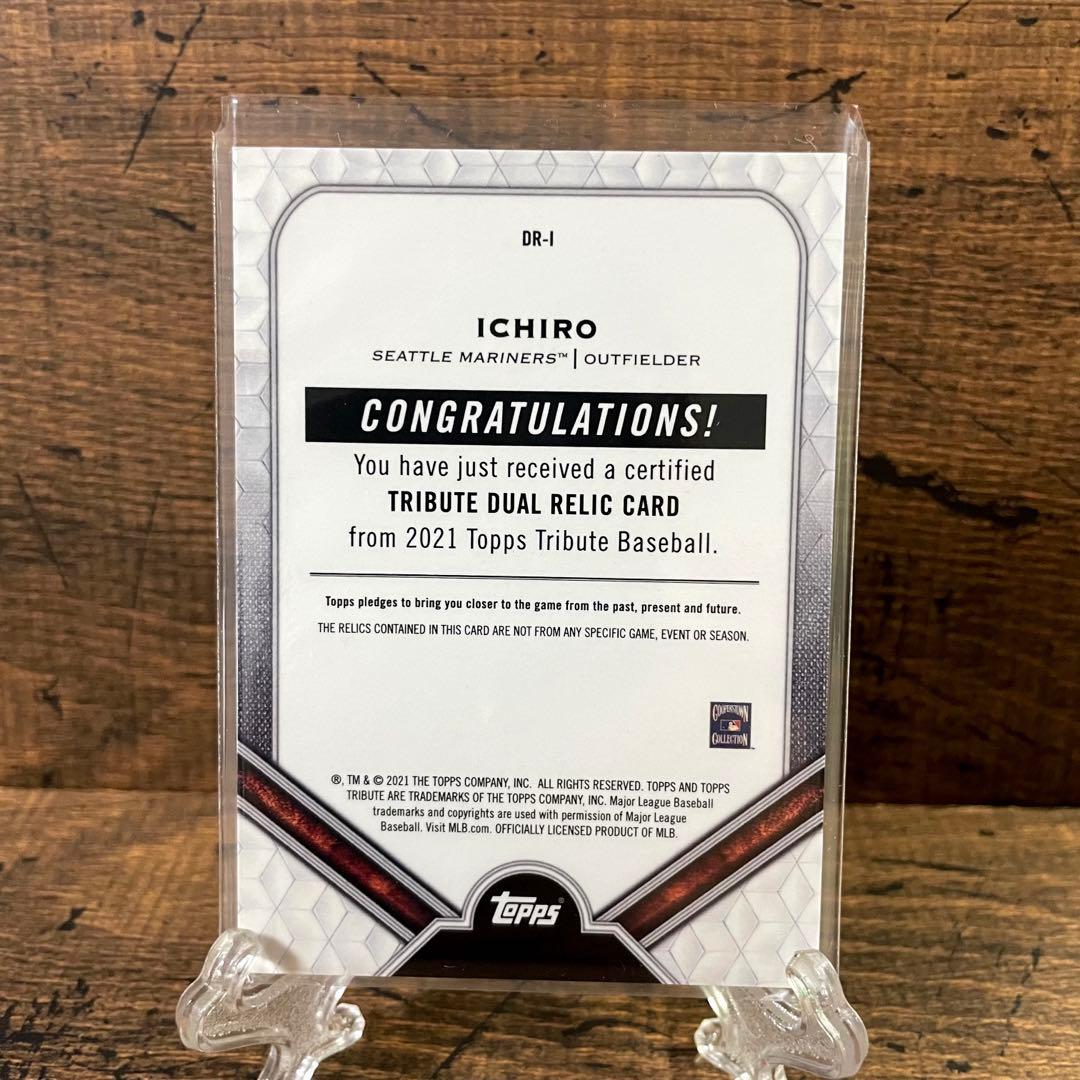 DR-I
ICHIRO
SEATTLE MARINERS™ | OUTFIELDER
CONGRATULATIONS!
You have just received a certified
TRIBUTE DUAL RELIC CARD
from 2021 Topps Tribute Baseball.
Topps pledges to bring you closer to the game from the past, present and future.
THE RELICS CONTAINED IN THIS CARD ARE NOT FROM ANY SPECIFIC GAME, EVENT OR SEASON.
COOPERSTOWN
COLLECTION™
®, TM & © 2021 THE TOPPS COMPANY, INC. ALL RIGHTS RESERVED. TOPPS AND TOPPS
TRIBUTE ARE TRADEMARKS OF THE TOPPS COMPANY, INC. Major League Baseball
trademarks and copyrights are used with permission of Major League
Baseball. Visit MLB.com. OFFICIALLY LICENSED PRODUCT OF MLB.
topps®